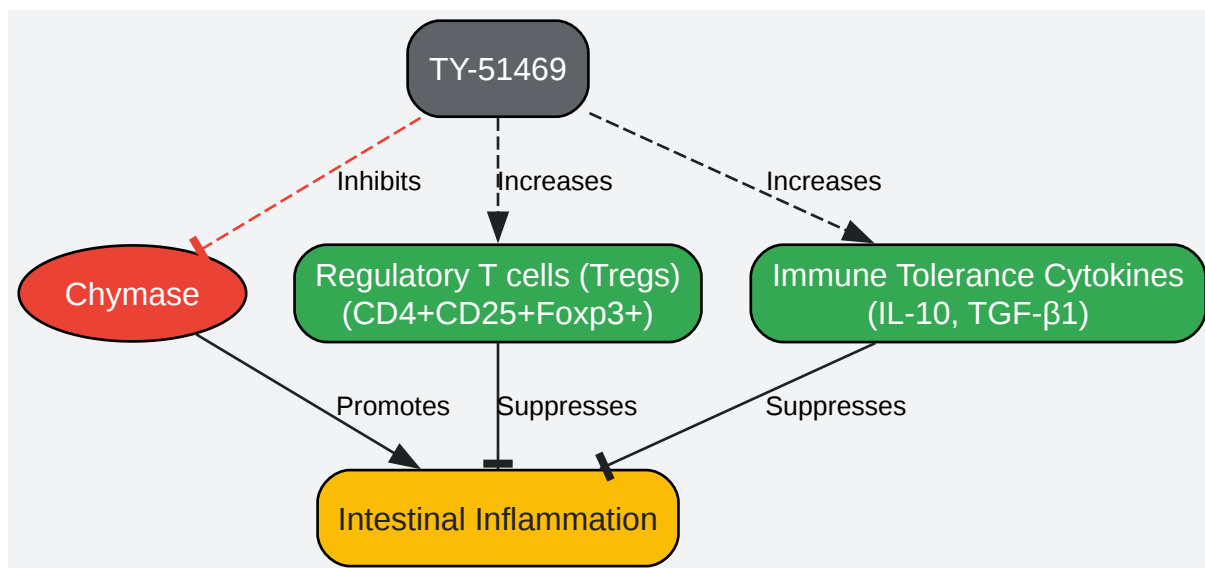 TY-51469
Inhibits
Increases
Increases
Chymase
Regulatory T cells (Tregs)
(CD4+CD25+Foxp3+)
Immune Tolerance Cytokines
(IL-10, TGF-β1)
Promotes
Suppresses
Suppresses
Intestinal Inflammation